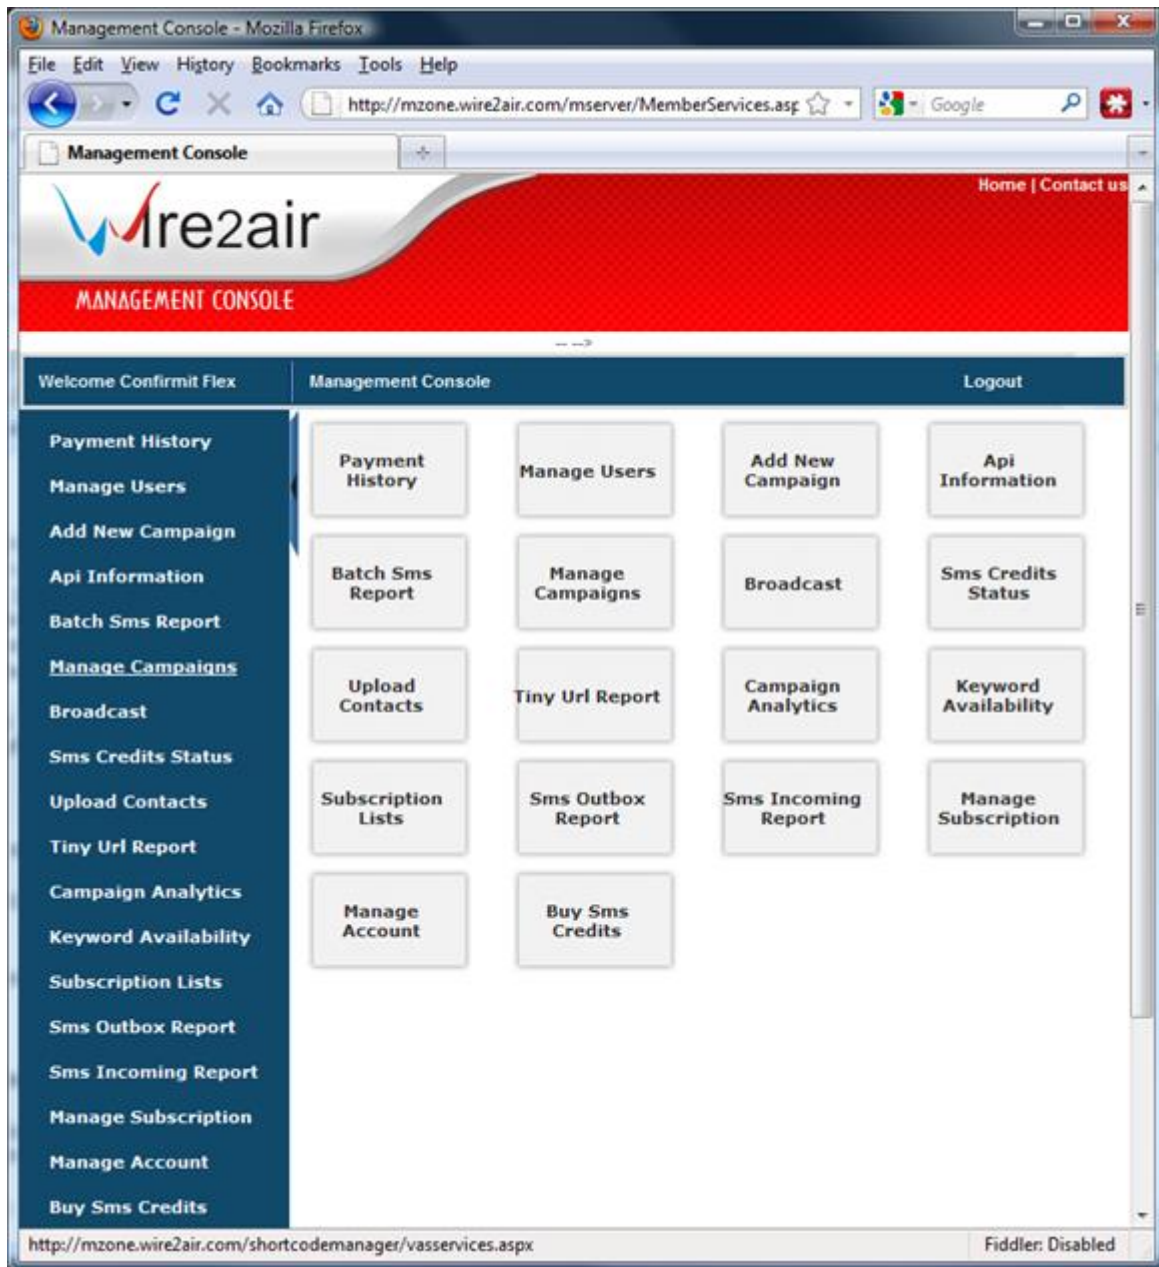 Management Console - Mozilla Firefox
File Edit View History Bookmarks Tools Help
http://mzone.wire2air.com/mserver/MemberServices.asp
Google
Management Console
Home | Contact us
Wire2air
MANAGEMENT CONSOLE
-- -->
Welcome Confirmit Flex
Management Console
Logout
Payment History
Manage Users
Add New Campaign
Api Information
Batch Sms Report
Manage Campaigns
Broadcast
Sms Credits Status
Upload Contacts
Tiny Url Report
Campaign Analytics
Keyword Availability
Subscription Lists
Sms Outbox Report
Sms Incoming Report
Manage Subscription
Manage Account
Buy Sms Credits
Payment
History
Manage Users
Add New
Campaign
Api
Information
Batch Sms
Report
Manage
Campaigns
Broadcast
Sms Credits
Status
Upload
Contacts
Tiny Url Report
Campaign
Analytics
Keyword
Availability
Subscription
Lists
Sms Outbox
Report
Sms Incoming
Report
Manage
Subscription
Manage
Account
Buy Sms
Credits
http://mzone.wire2air.com/shortcodemanager/vasservices.aspx
Fiddler: Disabled